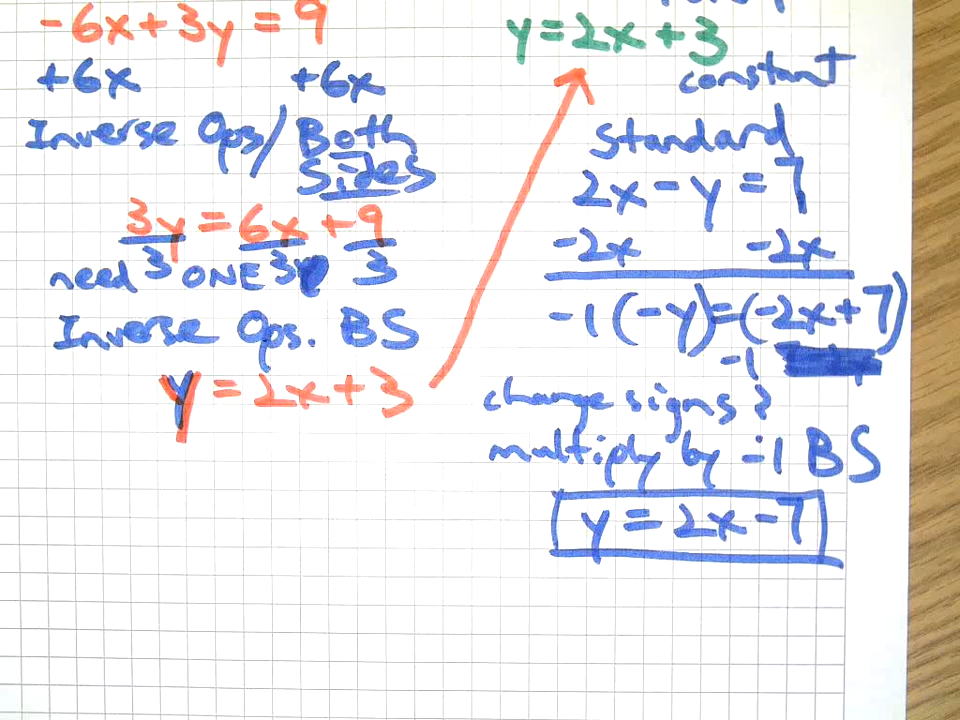 -6x+3y=9
+6x +6x
Inverse Ops/Both
Sides
3y=6x+9
3 3 3
need ONE y
Inverse Ops. BS
y=2x+3
y=2x+3
constant
standard
2x-y=7
-2x -2x
-1(-y)=(-2x+7)
-1
change signs?
multiply by -1 BS
y=2x-7